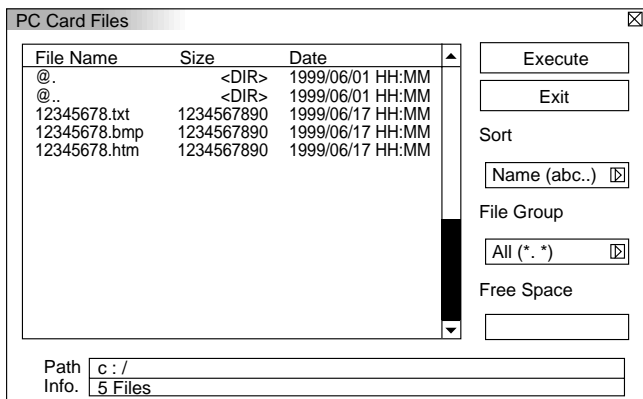 PC Card Files
File Name Size Date
@. <DIR> 1999/06/01 HH:MM
@.. <DIR> 1999/06/01 HH:MM
12345678.txt 1234567890 1999/06/17 HH:MM
12345678.bmp 1234567890 1999/06/17 HH:MM
12345678.htm 1234567890 1999/06/17 HH:MM
Execute
Exit
Sort
Name (abc..)
File Group
All (*. *)
Free Space
Path c : /
Info. 5 Files